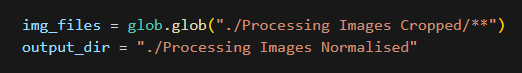 img_files = glob.glob("./Processing Images Cropped/**")
output_dir = "./Processing Images Normalised"